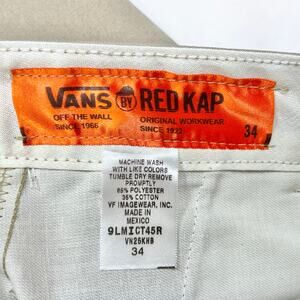 VANS BY RED KAP
OFF THE WALL ORIGINAL WORKWEAR
SINCE 1966 SINCE 1923 34
MACHINE WASH
WITH LIKE COLORS
TUMBLE DRY REMOVE
PROMPTLY
65% POLYESTER
35% COTTON
VF IMAGEWEAR, INC.
MADE IN
MEXICO
9LMICT45R
VN26KHB
34